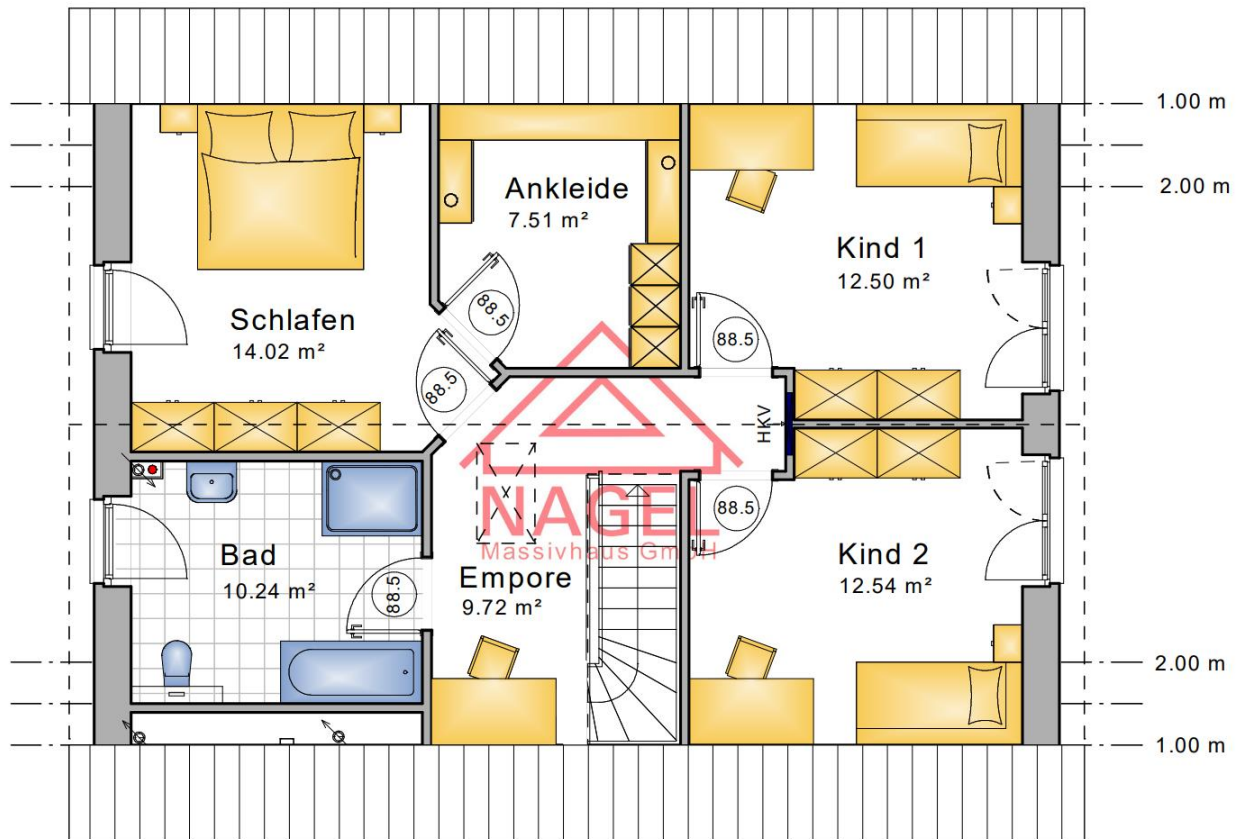 1.00 m
2.00 m
Ankleide
7.51 m²
Kind 1
12.50 m²
Schlafen
14.02 m²
88.5
88.5
88.5
HKV
NAGEL
Massivhaus GmbH
88.5
Bad
10.24 m²
88.5
Empore
9.72 m²
Kind 2
12.54 m²
2.00 m
1.00 m